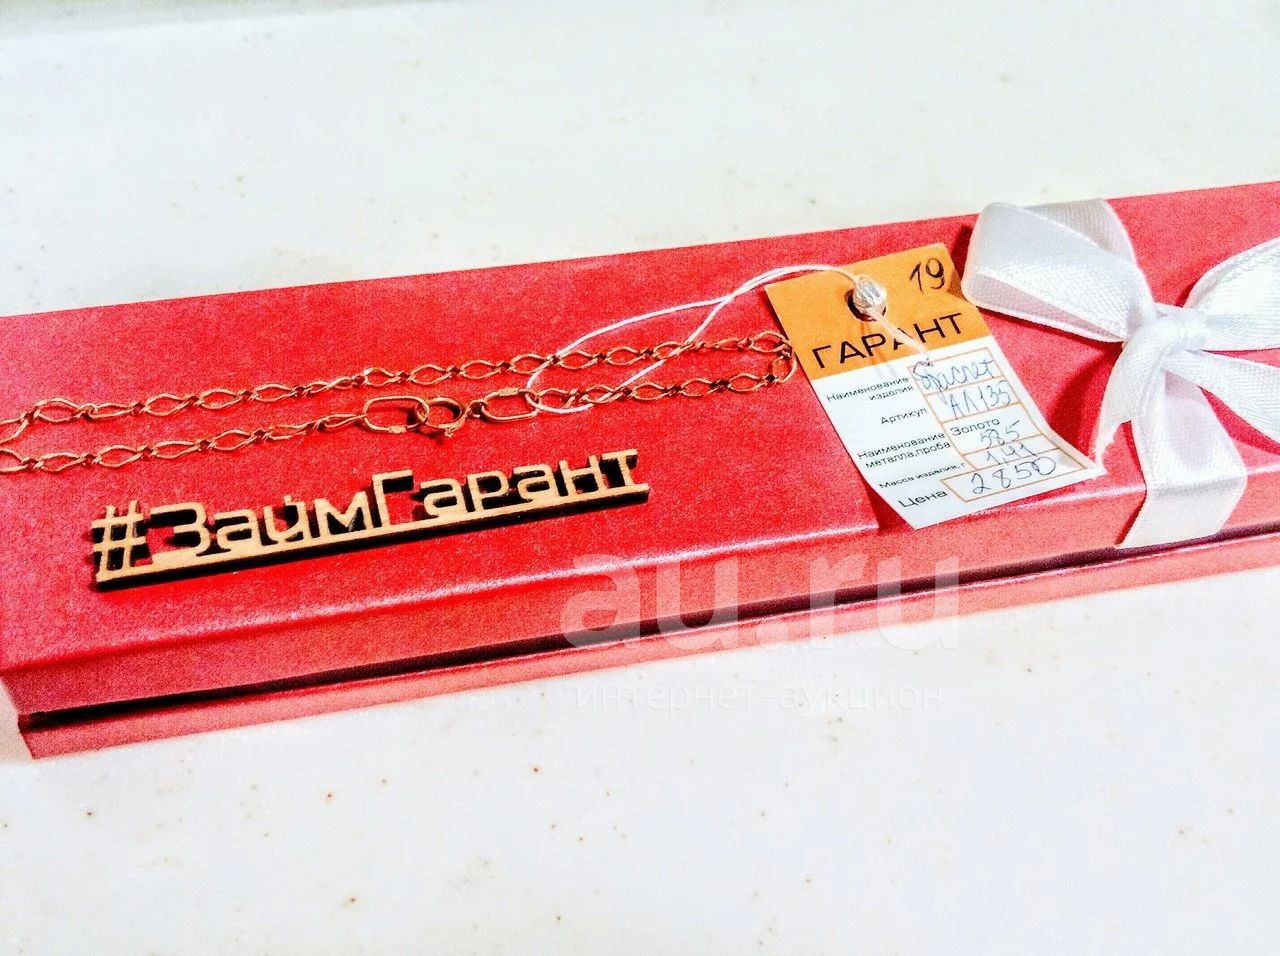 19
ГАРАНТ
Наименование изделия браслет
Артикул АЛ135
Наименование металла, проба Золото 585
Масса изделия, г 1,41
Цена 2850
#ЗаймГарант
au.ru
интернет-аукцион